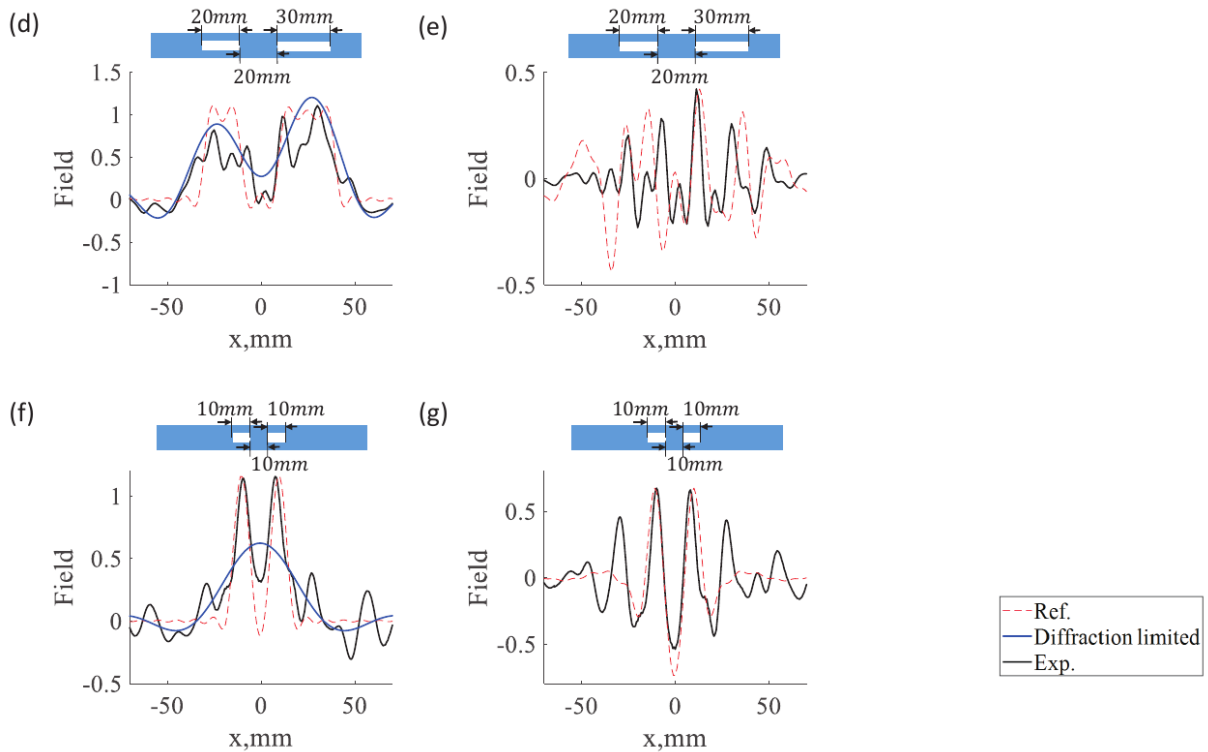 (d)
20mm 30mm
20mm
1.5
1
0.5
0
-0.5
-1
Field
-50 0 50
x,mm
(e)
20mm 30mm
20mm
0.5
0
-0.5
Field
-50 0 50
x,mm
(f)
10mm 10mm
10mm
1
0.5
0
-0.5
Field
-50 0 50
x,mm
(g)
10mm 10mm
10mm
0.5
0
-0.5
Field
-50 0 50
x,mm
Ref.
Diffraction limited
Exp.